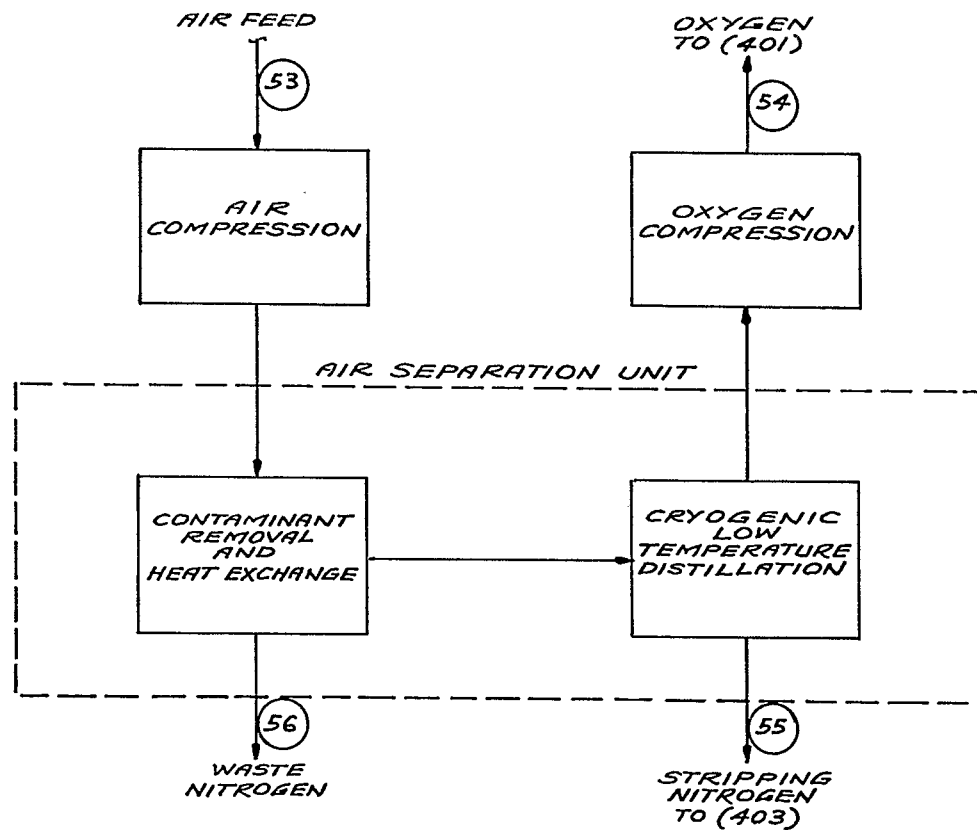 AIR FEED
53
OXYGEN
TO (401)
54
AIR
COMPRESSION
OXYGEN
COMPRESSION
AIR SEPARATION UNIT
CONTAMINANT
REMOVAL
AND
HEAT EXCHANGE
CRYOGENIC
LOW
TEMPERATURE
DISTILLATION
56
WASTE
NITROGEN
55
STRIPPING
NITROGEN
TO (403)